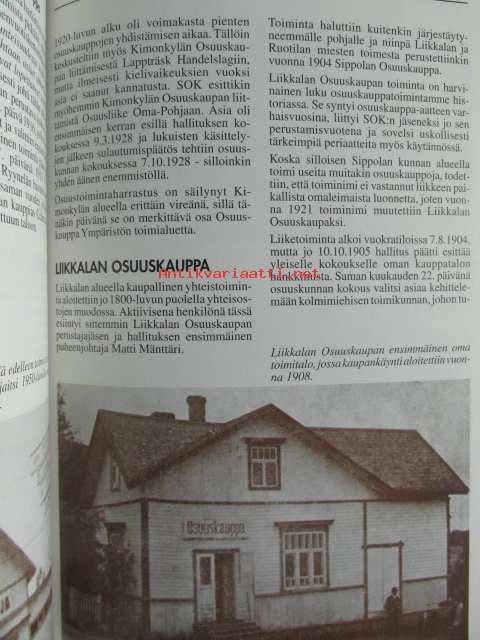 1920-luvun alku oli voimakasta pienten
osuuskauppojen yhdistämisen aikaa. Tällöin
keskusteltiin myös Kimonkylän Osuuskau-
pan liittämisestä Lappträsk Handelslagiin,
mutta ilmeisesti kielivaikeuksien vuoksi
asia ei saanut kannatusta. SOK esittikin
myöhemmin Kimonkylän Osuuskaupan liit-
tämistä Osuusliike Oma-Pohjaan. Asia oli
ensimmäisen kerran esillä hallituksen ko-
kouksessa 9.3.1928 ja lukuisten käsittely-
jen jälkeen sulautumispäätös tehtiin osuus-
kunnan kokouksessa 7.10.1928 - silloinkin
yhden äänen enemmistöllä.
Osuustoimintaharrastus on säilynyt Ki-
monkylän alueella erittäin vireänä, sillä tä-
näkin päivänä se on merkittävä osa Osuus-
kauppa Ympäristön toimialuetta.
LIIKKALAN OSUUSKAUPPA
Liikkalan alueella kaupallinen yhteistoimin-
ta aloitettiin jo 1800-luvun puolella yhteisos-
tojen muodossa. Aktiivisena henkilönä tässä
esiintyi sittemmin Liikkalan Osuuskaupan
perustajajäsen ja hallituksen ensimmäinen
puheenjohtaja Matti Mänttäri.
Toiminta haluttiin kuitenkin järjestäyty-
neemmälle pohjalle ja niinpä Liikkalan ja
Ruotilan miesten toimesta perustettiinkin
vuonna 1904 Sippolan Osuuskauppa.
Liikkalan Osuuskaupan toiminta on harvi-
nainen luku osuuskauppatoimintamme his-
toriassa. Se syntyi osuuskauppa-aatteen var-
haisvuosina, liittyi SOK:n jäseneksi jo sen
perustamisvuotena ja sovelsi uskollisesti
tärkeimpiä periaatteita myös käytännössä.
Koska silloisen Sippolan kunnan alueella
toimi useita muitakin osuuskauppoja, todet-
tiin, että toiminimi ei vastannut liikkeen pai-
kallista omaleimaista luonnetta, joten vuon-
na 1921 toiminimi muutettiin Liikkalan
Osuuskaupaksi.
Liiketoiminta alkoi vuokratiloissa 7.8.1904,
mutta jo 10.10.1905 hallitus päätti esittää
yleiselle kokoukselle oman kauppatalon
hankkimista. Saman kuukauden 22. päivänä
osuuskunnan kokous valitsi asiaa kehittele-
mään kolmimiehisen toimikunnan, johon tu-
Liikkalan Osuuskaupan ensimmäinen oma
toimitalo, jossa kaupankäynti aloitettiin vuon-
na 1908.
OSUUSKAUPPA
Antikvariaatti.net